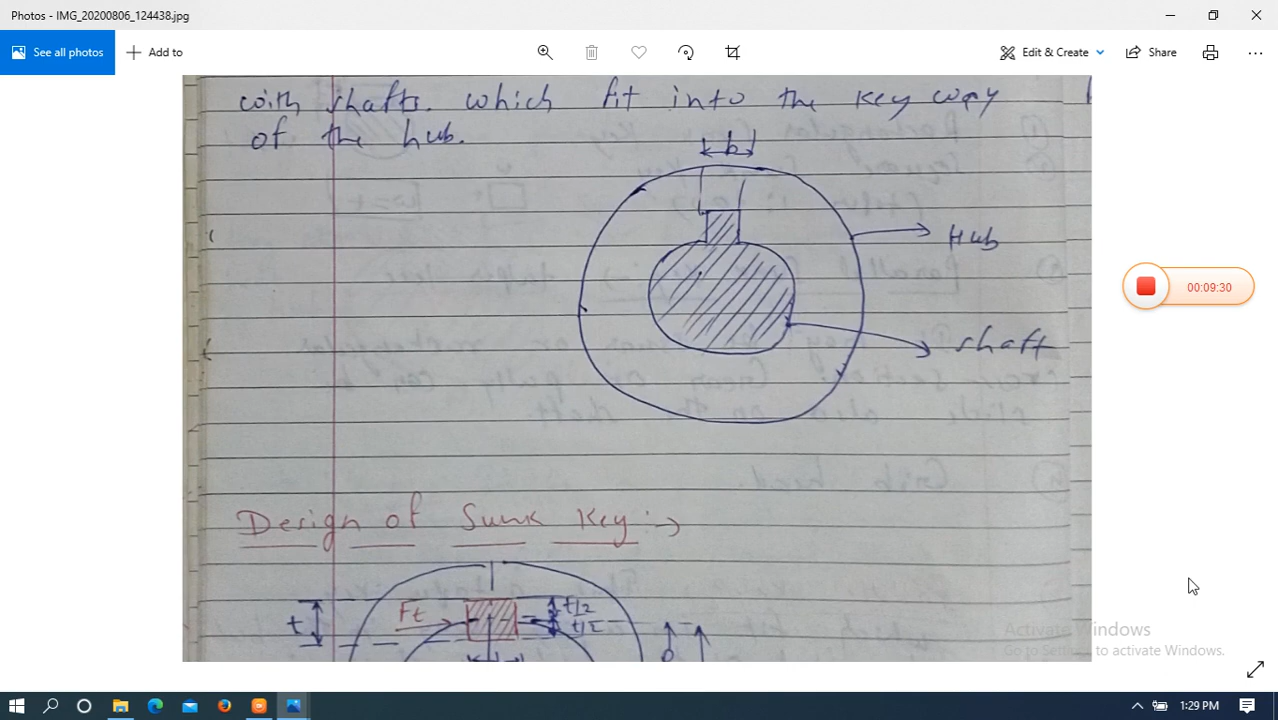 Photos - IMG_20200806_124438.jpg
See all photos
Add to
Edit & Create
Share
with shafts. which fit into the key way
of the hub.
b
Hub
shaft
00:09:30
Design of Sunk Key :->
t
Ft
t/2
t/2
Activate Windows
Go to Settings to activate Windows.
1:29 PM